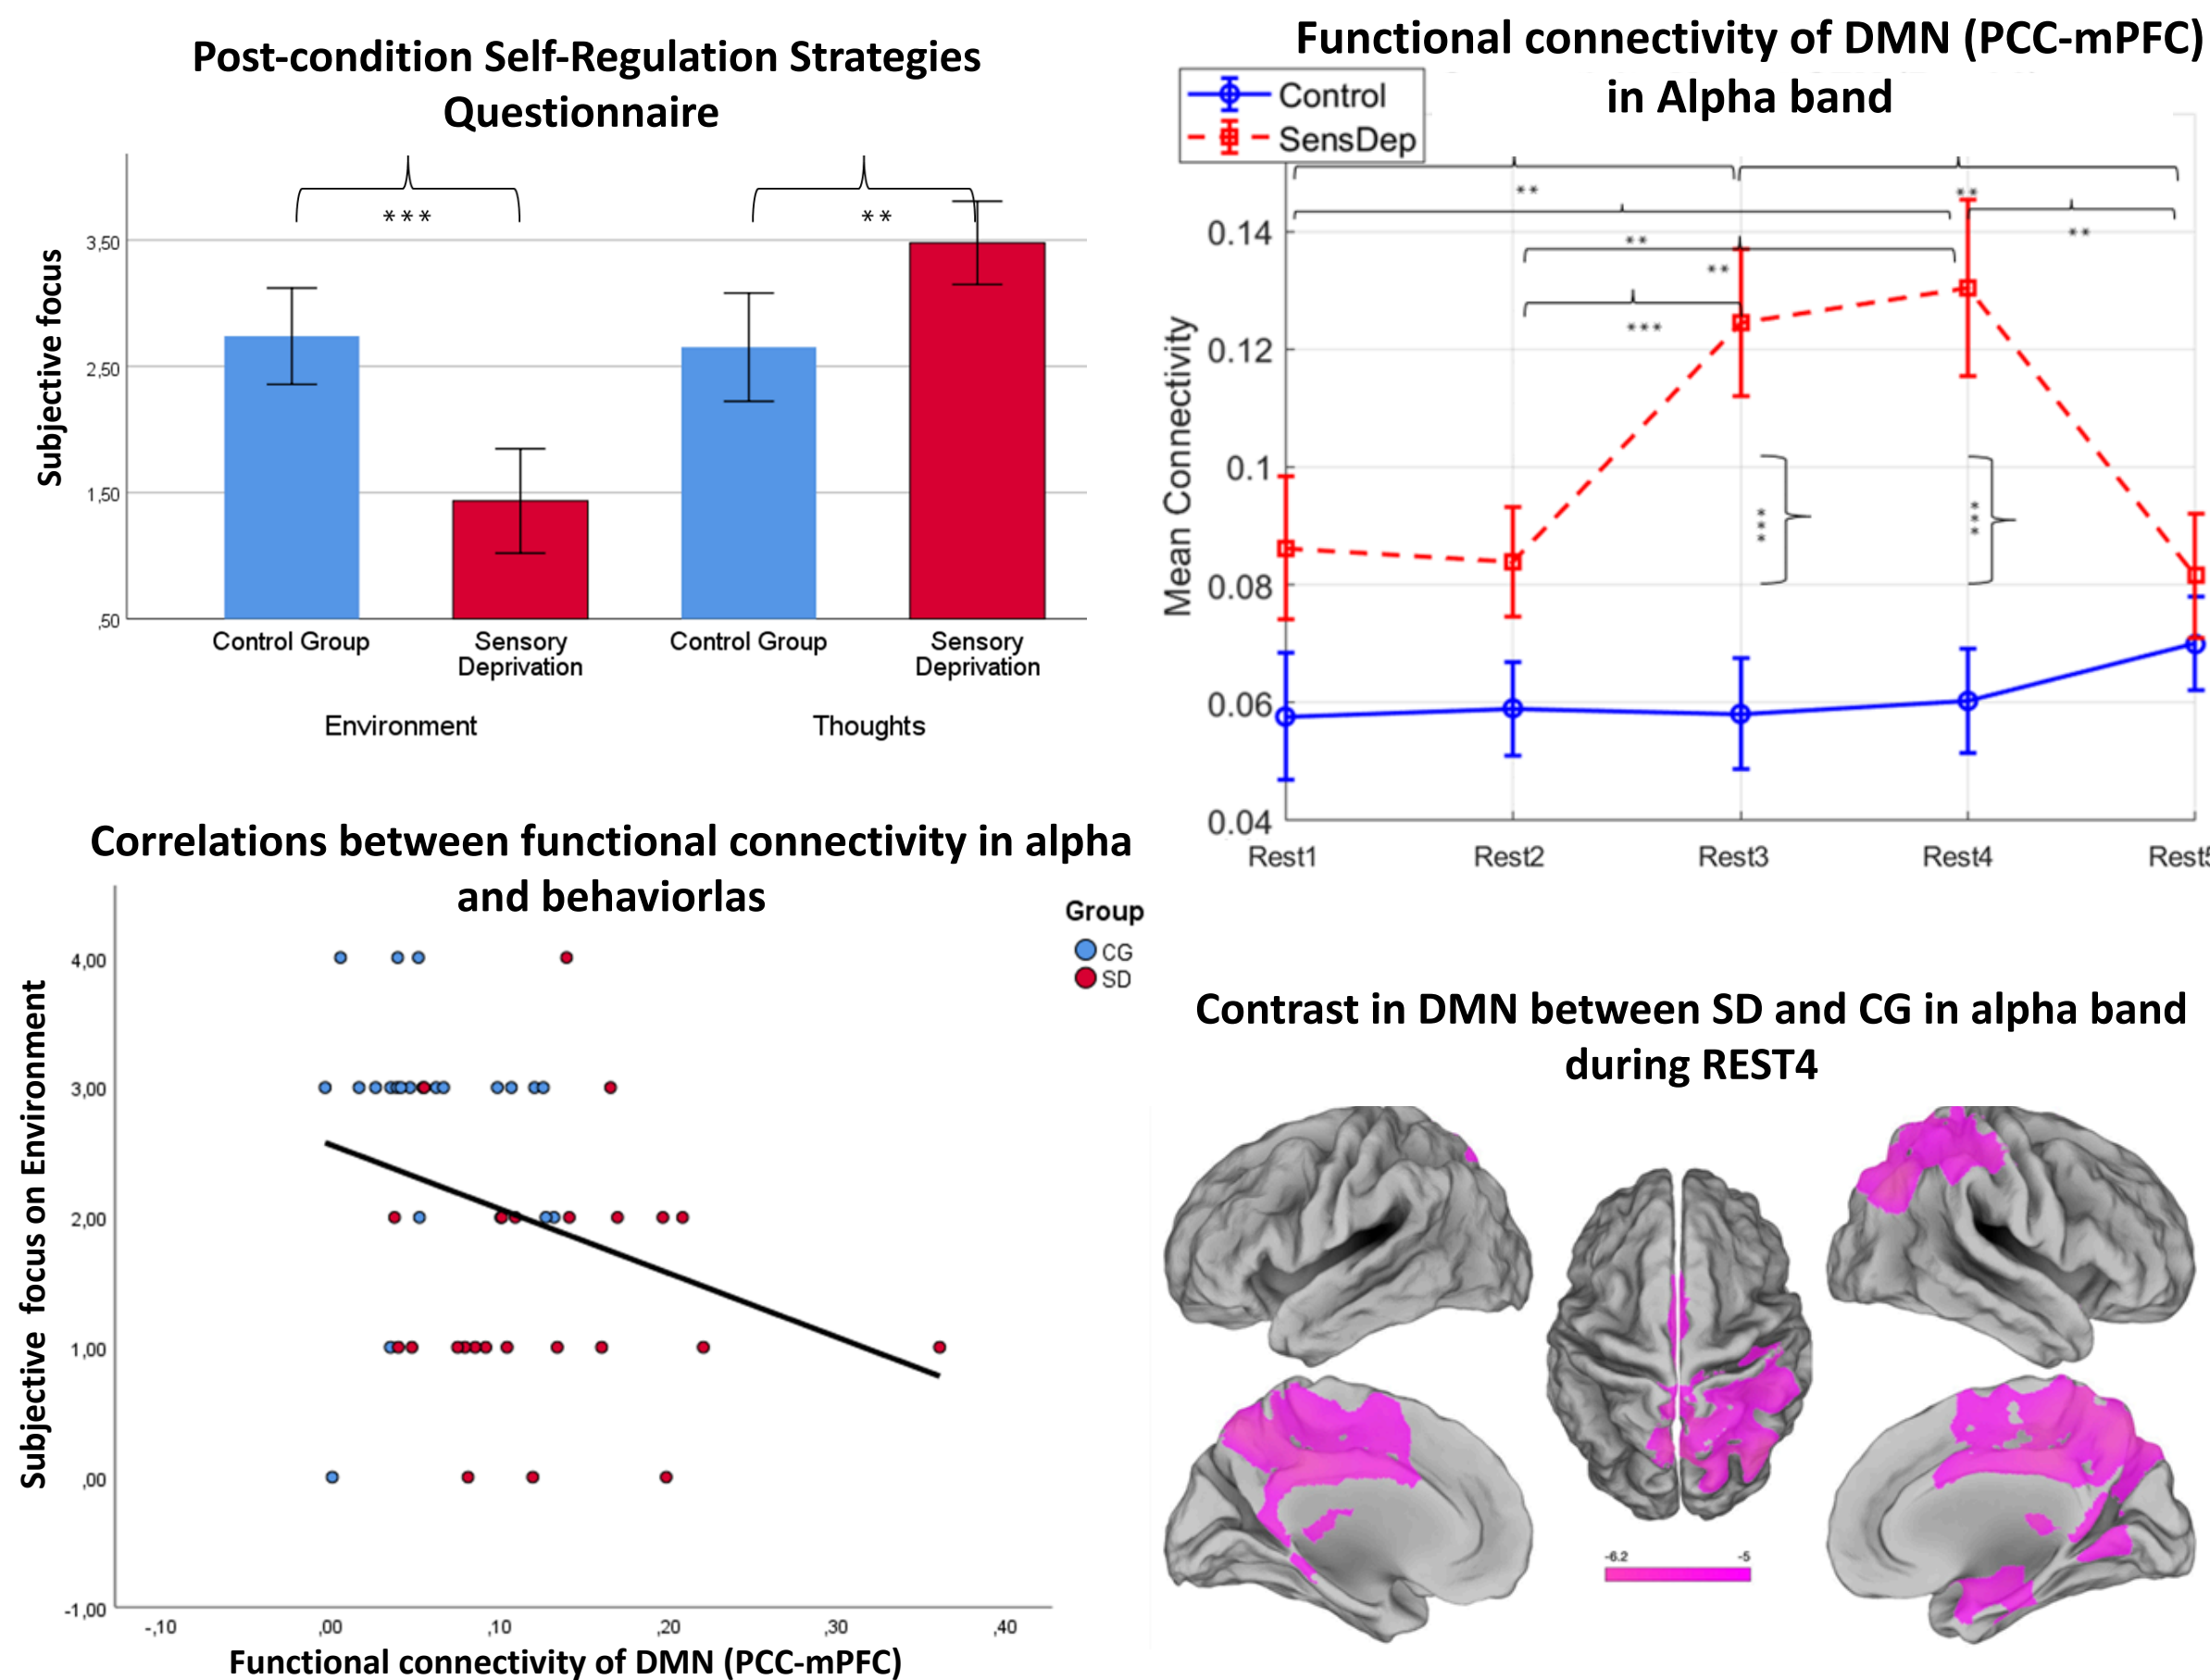 Post-condition Self-Regulation Strategies
Questionnaire
Subjective focus
***
**
3,50
2,50
1,50
,50
Control Group
Sensory
Deprivation
Control Group
Sensory
Deprivation
Environment
Thoughts
Functional connectivity of DMN (PCC-mPFC)
in Alpha band
Control
SensDep
Mean Connectivity
0.14
0.12
0.1
0.08
0.06
0.04
**
**
**
**
**
***
***
***
Rest1
Rest2
Rest3
Rest4
Rest5
Correlations between functional connectivity in alpha
and behaviorlas
Group
CG
SD
Subjective focus on Environment
4,00
3,00
2,00
1,00
,00
-1,00
-,10
,00
,10
,20
,30
,40
Functional connectivity of DMN (PCC-mPFC)
Contrast in DMN between SD and CG in alpha band
during REST4
-6.2
-5